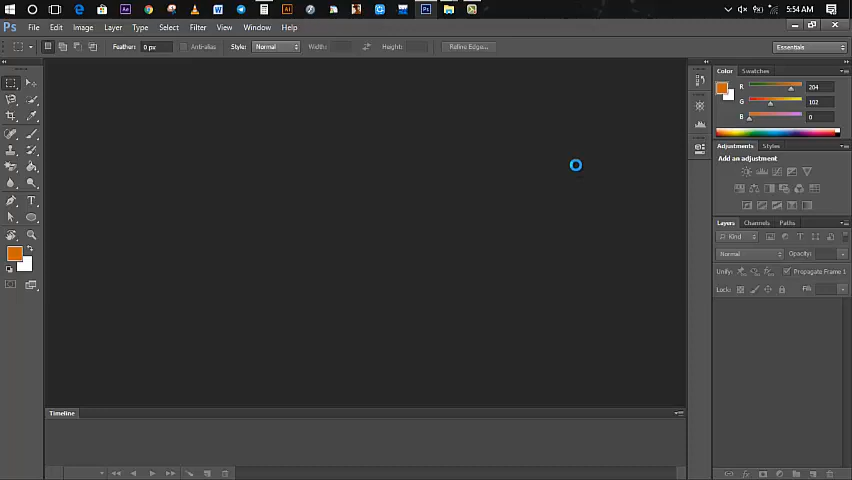 5:54 AM
Ps File Edit Image Layer Type Select Filter View Window Help
Feather: 0 px Anti-alias Style: Normal Width: Height: Refine Edge... Essentials
Color Swatches
R 204
G 102
B 0
Adjustments Styles
Add an adjustment
Layers Channels Paths
Kind
Normal Opacity:
Unify: Propagate Frame 1
Lock: Fill:
Timeline